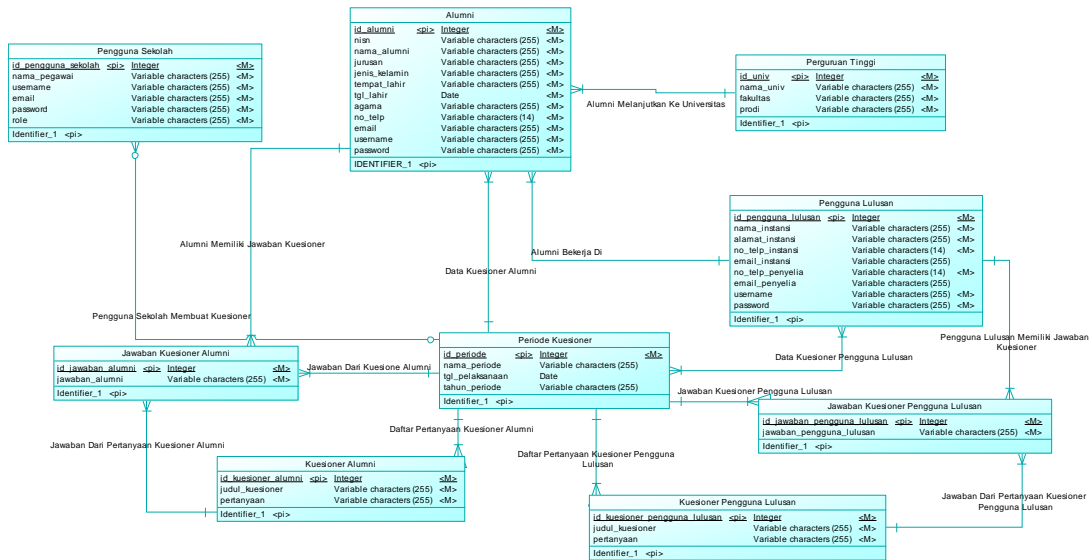 Alumni
id_alumni <pi> Integer <M>
nisn Variable characters (255) <M>
nama_alumni Variable characters (255) <M>
jurusan Variable characters (255) <M>
jenis_kelamin Variable characters (255) <M>
tempat_lahir Variable characters (255) <M>
tgl_lahir Date <M>
agama Variable characters (255) <M>
no_telp Variable characters (14) <M>
email Variable characters (255) <M>
username Variable characters (255) <M>
password Variable characters (255) <M>
IDENTIFIER_1 <pi>
Pengguna Sekolah
id_pengguna_sekolah <pi> Integer <M>
nama_pegawai Variable characters (255) <M>
username Variable characters (255) <M>
email Variable characters (255) <M>
password Variable characters (255) <M>
role Variable characters (255) <M>
Identifier_1 <pi>
Perguruan Tinggi
id_univ <pi> Integer <M>
nama_univ Variable characters (255) <M>
fakultas Variable characters (255) <M>
prodi Variable characters (255) <M>
Identifier_1 <pi>
Alumni Melanjutkan Ke Universitas
Pengguna Lulusan
id_pengguna_lulusan <pi> Integer <M>
nama_instansi Variable characters (255) <M>
alamat_instansi Variable characters (255) <M>
no_telp_instansi Variable characters (14) <M>
email_instansi Variable characters (255)
no_telp_penyelia Variable characters (14) <M>
email_penyelia Variable characters (255)
username Variable characters (255) <M>
password Variable characters (255) <M>
Identifier_1 <pi>
Alumni Memiliki Jawaban Kuesioner
Alumni Bekerja Di
Data Kuesioner Alumni
Pengguna Sekolah Membuat Kuesioner
Pengguna Lulusan Memiliki Jawaban
Kuesioner
Data Kuesioner Pengguna Lulusan
Periode Kuesioner
id_periode <pi> Integer <M>
nama_periode Variable characters (255)
tgl_pelaksanaan Date
tahun_periode Variable characters (255)
Identifier_1 <pi>
Jawaban Kuesioner Alumni
id_jawaban_alumni <pi> Integer <M>
jawaban_alumni Variable characters (255) <M>
Identifier_1 <pi>
Jawaban Dari Kuesione Alumni
Jawaban Kuesioner Pengguna Lulusan
Jawaban Kuesioner Pengguna Lulusan
id_jawaban_pengguna_lulusan <pi> Integer <M>
jawaban_pengguna_lulusan Variable characters (255) <M>
Identifier_1 <pi>
Daftar Pertanyaan Kuesioner Alumni
Jawaban Dari Pertanyaan Kuesioner Alumni
Daftar Pertanyaan Kuesioner Pengguna
Lulusan
Kuesioner Alumni
id_kuesioner_alumni <pi> Integer <M>
judul_kuesioner Variable characters (255) <M>
pertanyaan Variable characters (255) <M>
Identifier_1 <pi>
Kuesioner Pengguna Lulusan
id_kuesioner_pengguna_lulusan <pi> Integer <M>
judul_kuesioner Variable characters (255) <M>
pertanyaan Variable characters (255) <M>
Identifier_1 <pi>
Jawaban Dari Pertanyaan Kuesioner
Pengguna Lulusan